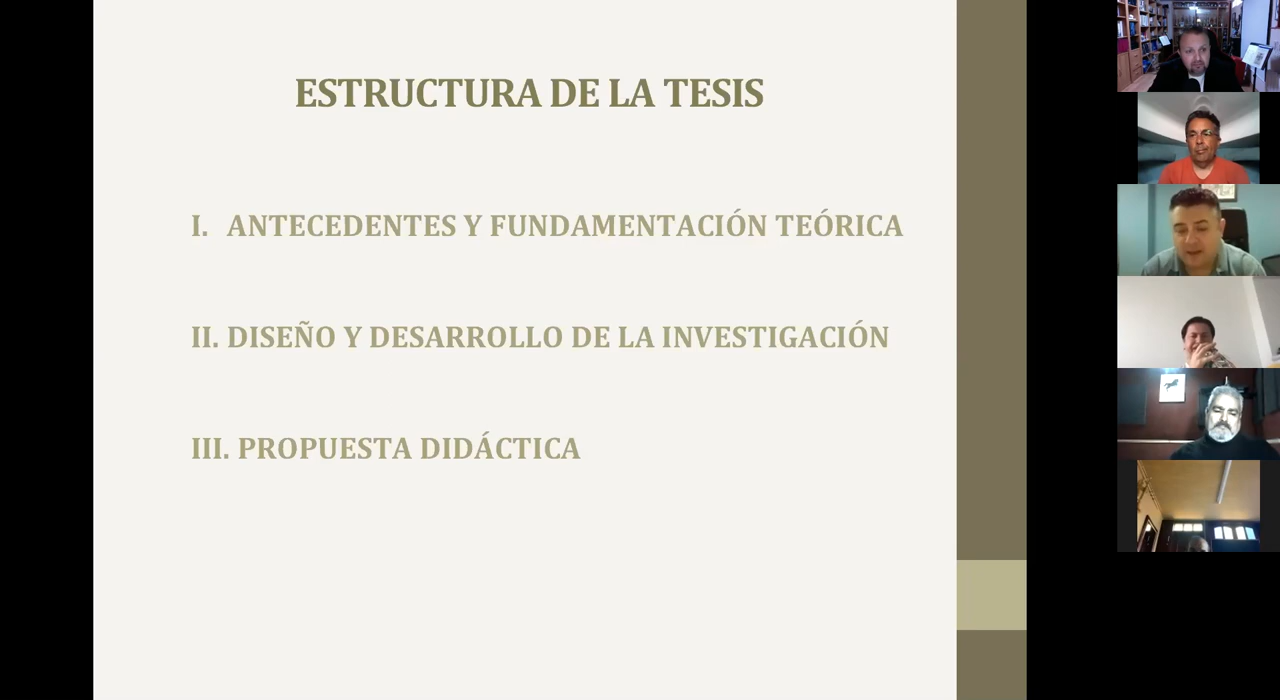 ESTRUCTURA DE LA TESIS
I. ANTECEDENTES Y FUNDAMENTACIÓN TEÓRICA
II. DISEÑO Y DESARROLLO DE LA INVESTIGACIÓN
III. PROPUESTA DIDÁCTICA